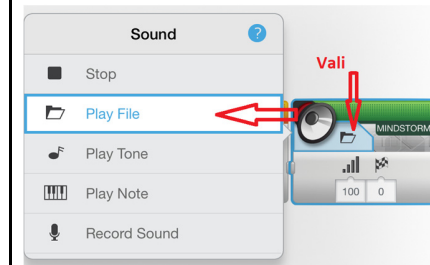 Sound ?
Stop
Play File
Play Tone
Play Note
Record Sound
Vali
MINDSTORM
100 0